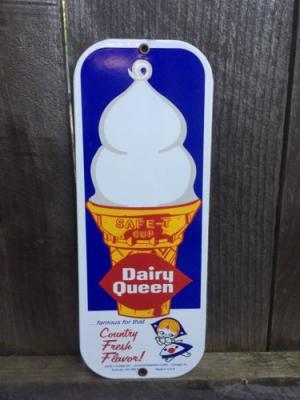 SAFE-T
CUP
Dairy
Queen
...famous for that
Country
Fresh
Flavor!